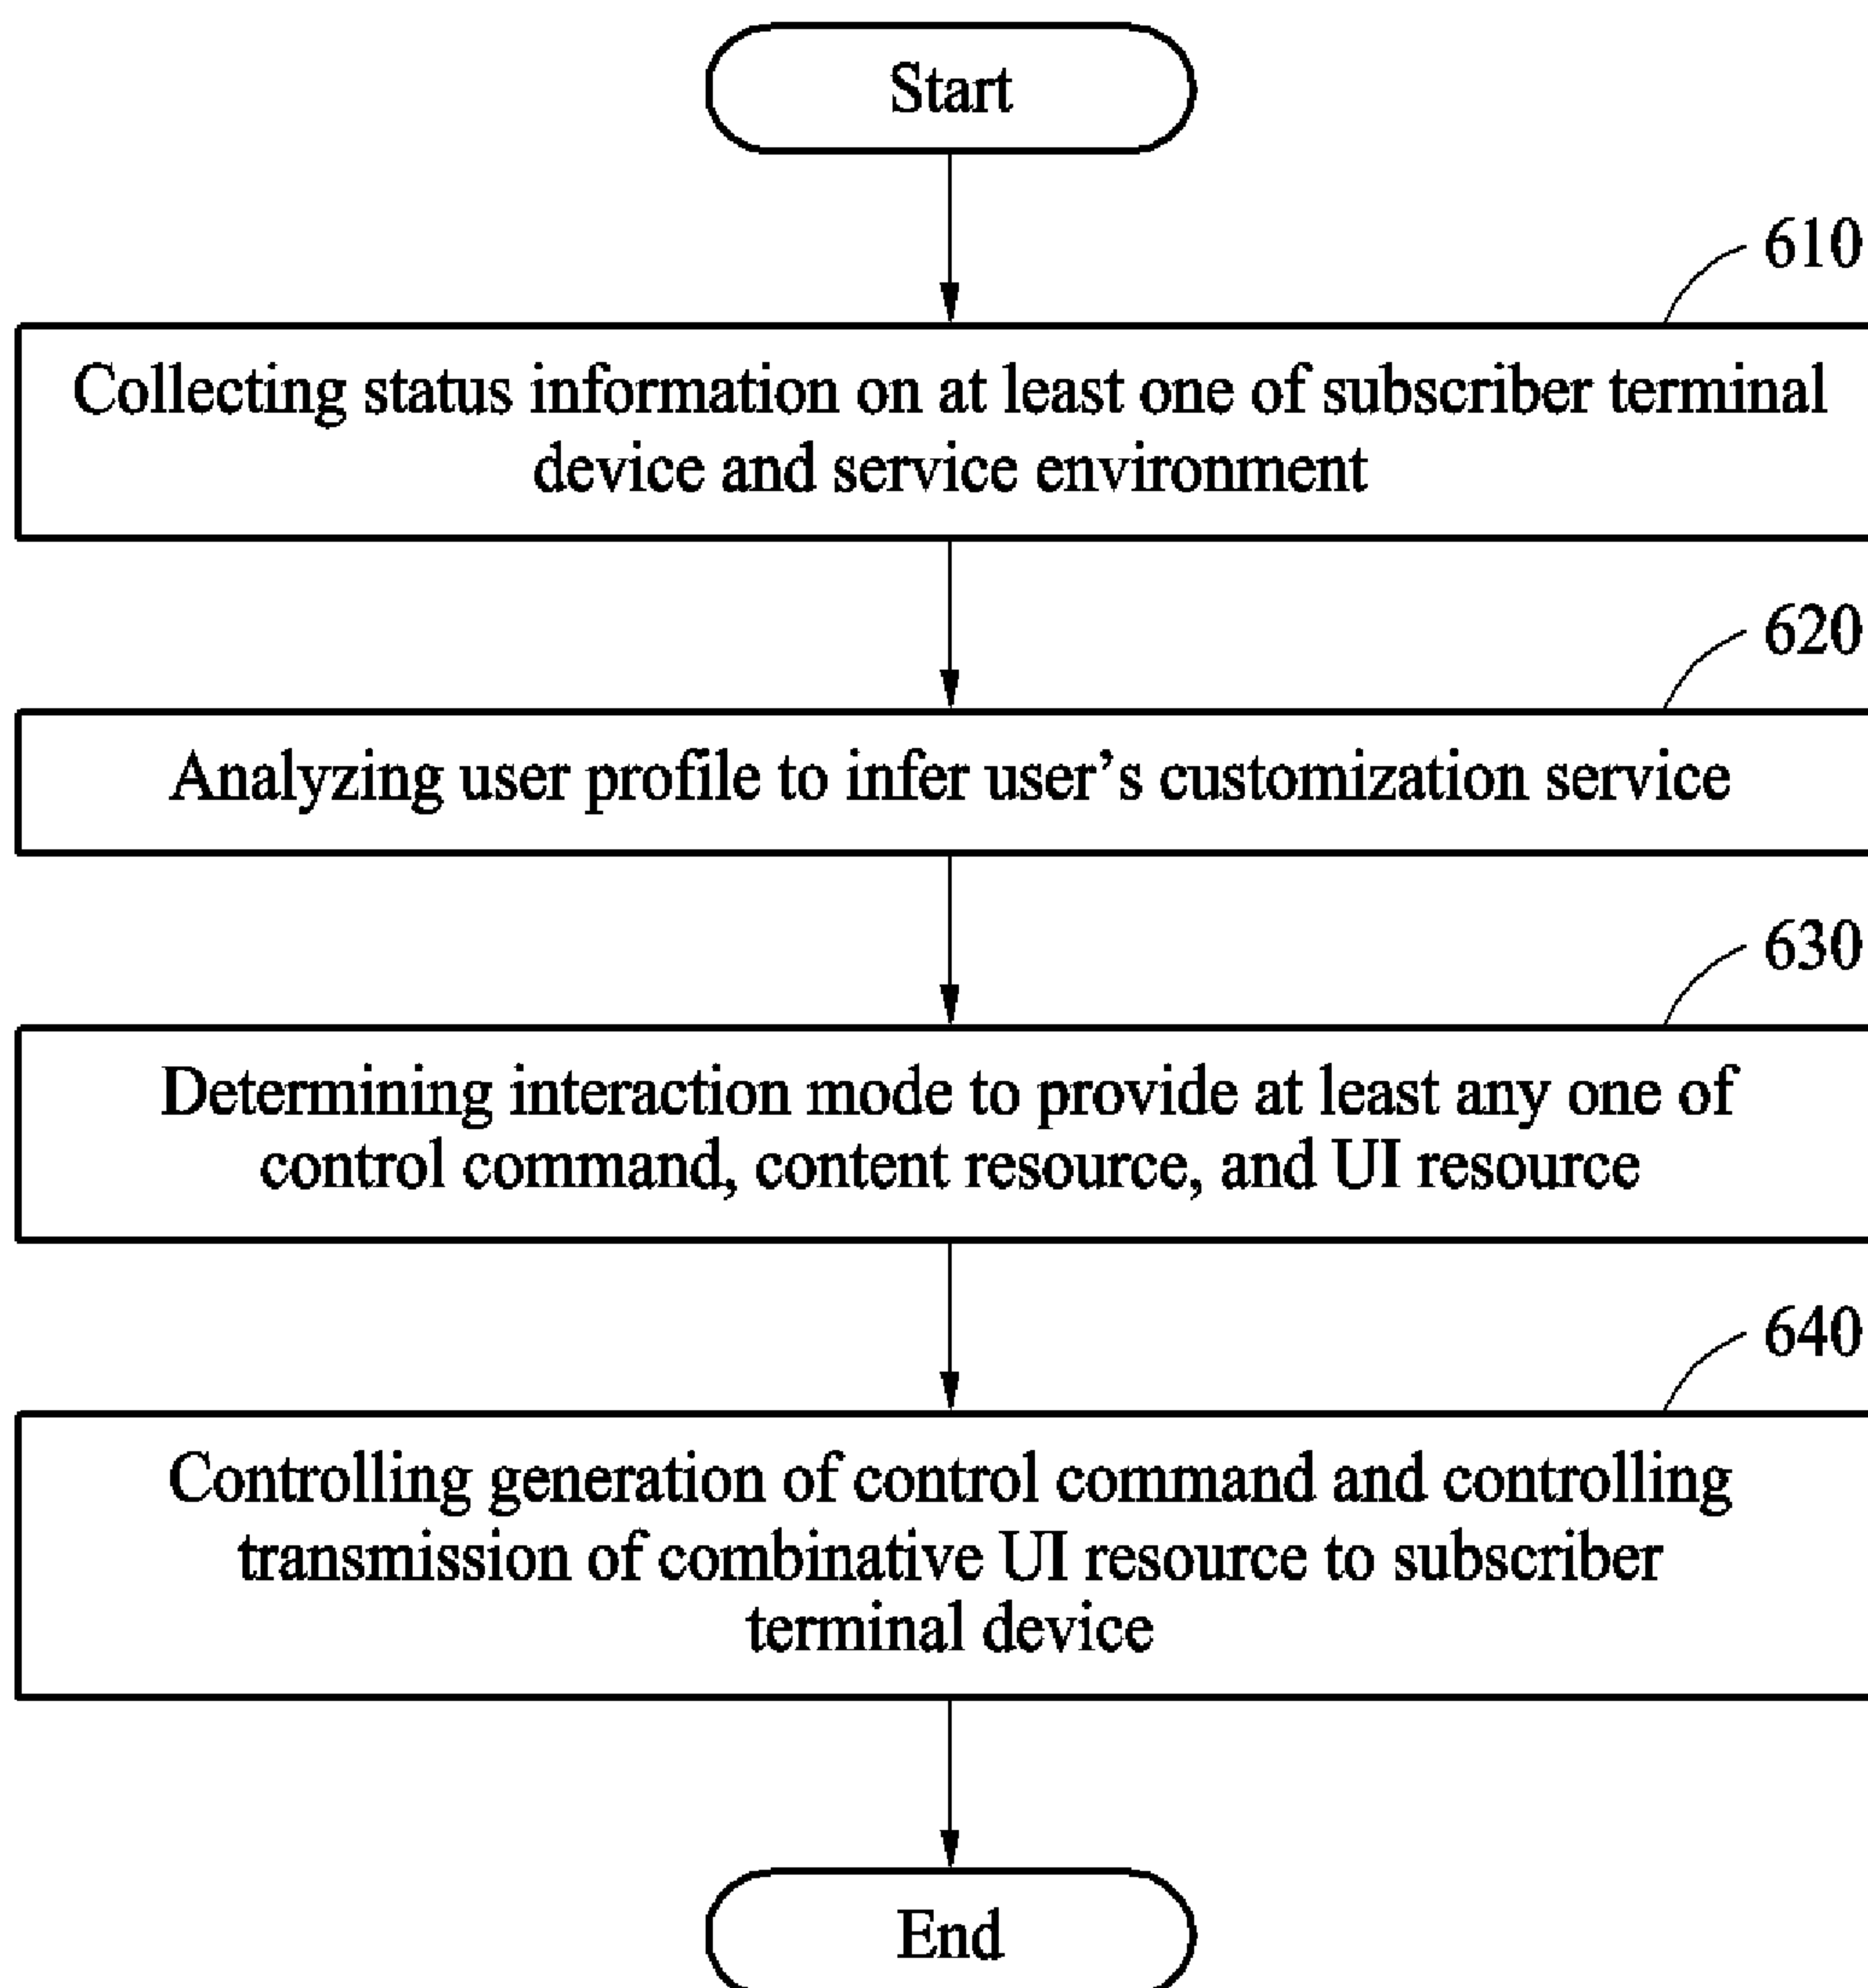 Start
610
Collecting status information on at least one of subscriber terminal
device and service environment
620
Analyzing user profile to infer user’s customization service
630
Determining interaction mode to provide at least any one of
control command, content resource, and UI resource
640
Controlling generation of control command and controlling
transmission of combinative UI resource to subscriber
terminal device
End